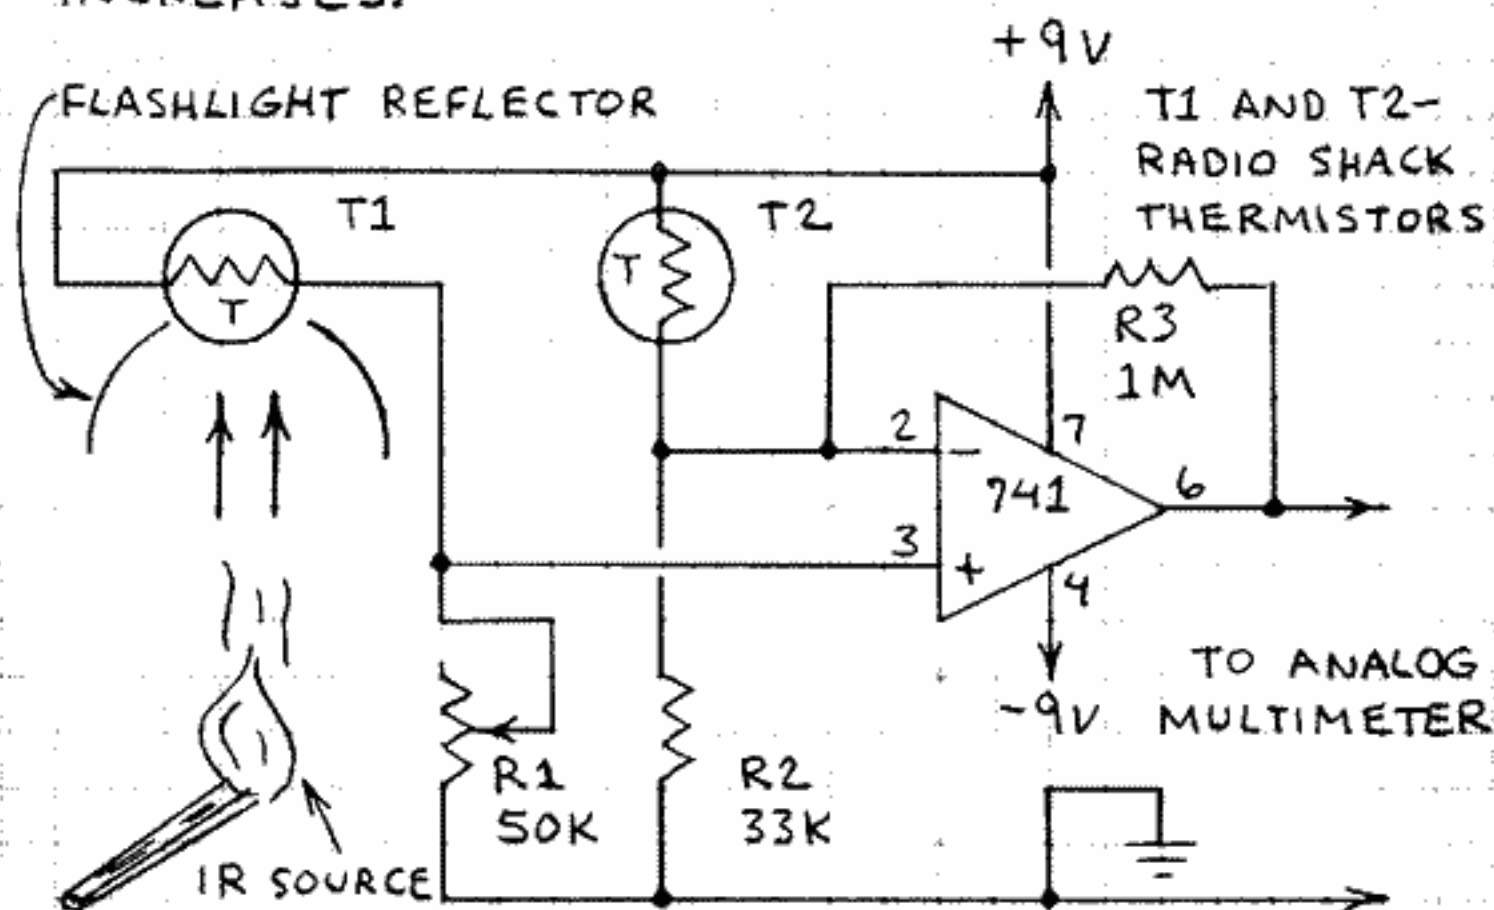 +9V
FLASHLIGHT REFLECTOR
T1 AND T2-
RADIO SHACK
THERMISTORS
T1
T2
T
T
R3
1M
2
-
7
741
6
3
+
4
-9V
TO ANALOG
MULTIMETER
R1
50K
R2
33K
IR SOURCE